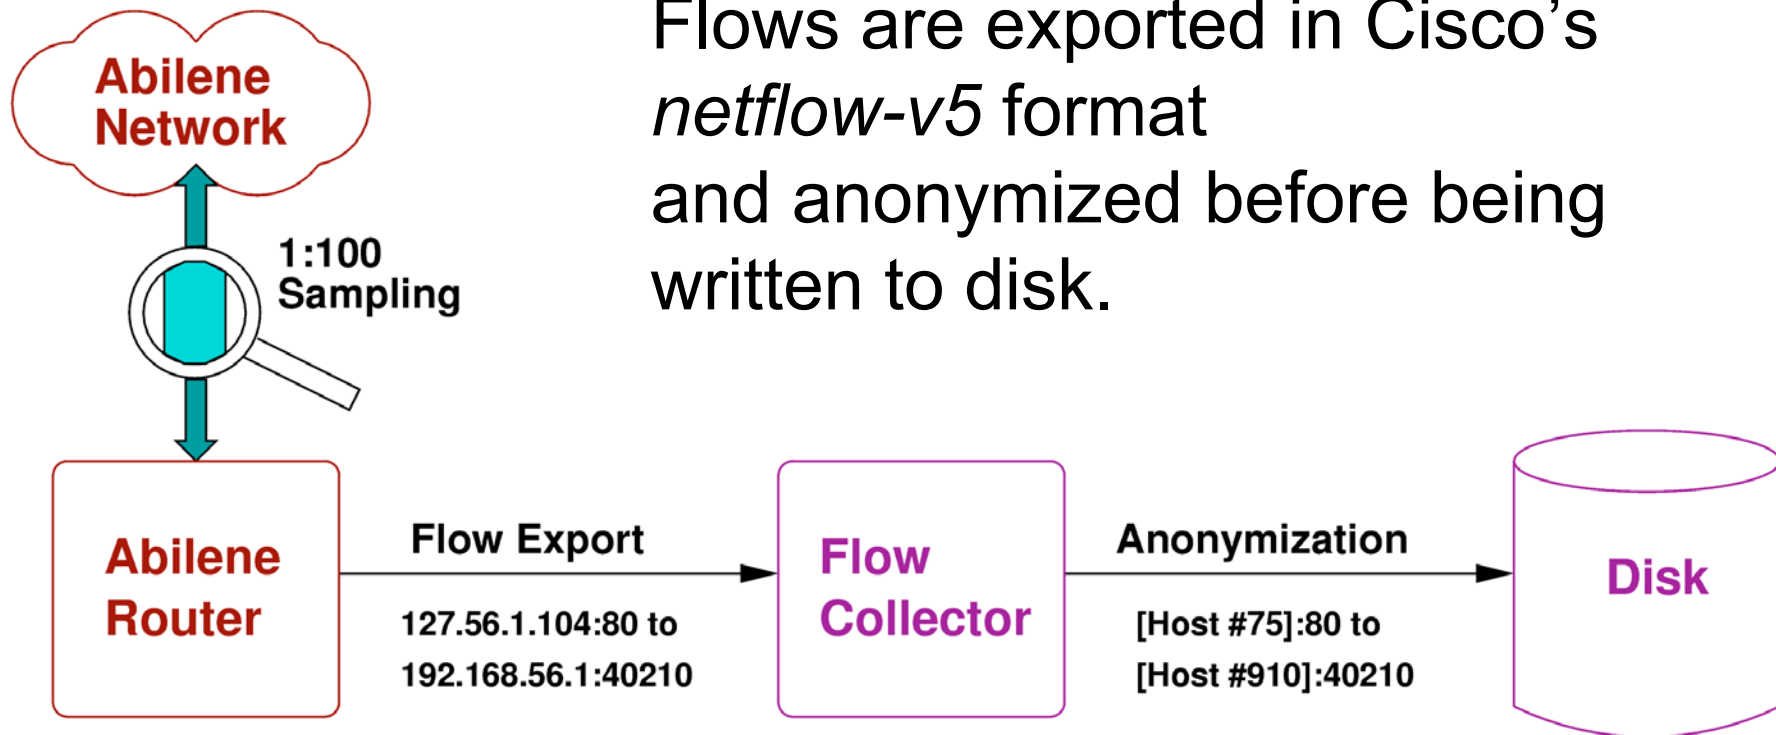 Flows are exported in Cisco’s
netflow-v5 format
and anonymized before being
written to disk.
Abilene
Network
1:100
Sampling
Abilene
Router
Flow Export
127.56.1.104:80 to
192.168.56.1:40210
Flow
Collector
Anonymization
[Host #75]:80 to
[Host #910]:40210
Disk